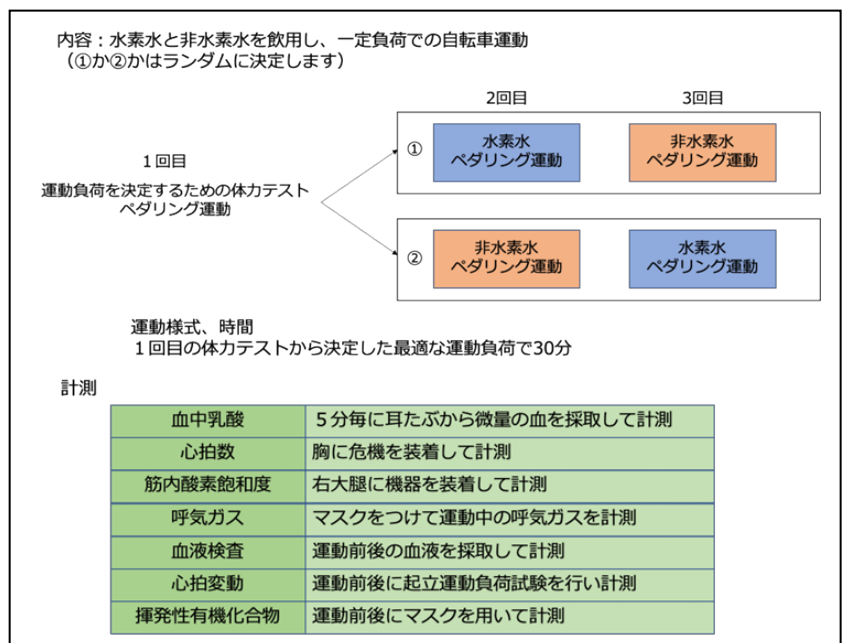 内容：水素水と非水素水を飲用し、一定負荷での自転車運動
（①か②かはランダムに決定します）
2回目
3回目
１回目
運動負荷を決定するための体力テスト
ペダリング運動
①
水素水
ペダリング運動
非水素水
ペダリング運動
②
非水素水
ペダリング運動
水素水
ペダリング運動
運動様式、時間
１回目の体力テストから決定した最適な運動負荷で30分
計測
血中乳酸 ５分毎に耳たぶから微量の血を採取して計測
心拍数 胸に危機を装着して計測
筋内酸素飽和度 右大腿に機器を装着して計測
呼気ガス マスクをつけて運動中の呼気ガスを計測
血液検査 運動前後の血液を採取して計測
心拍変動 運動前後に起立運動負荷試験を行い計測
揮発性有機化合物 運動前後にマスクを用いて計測